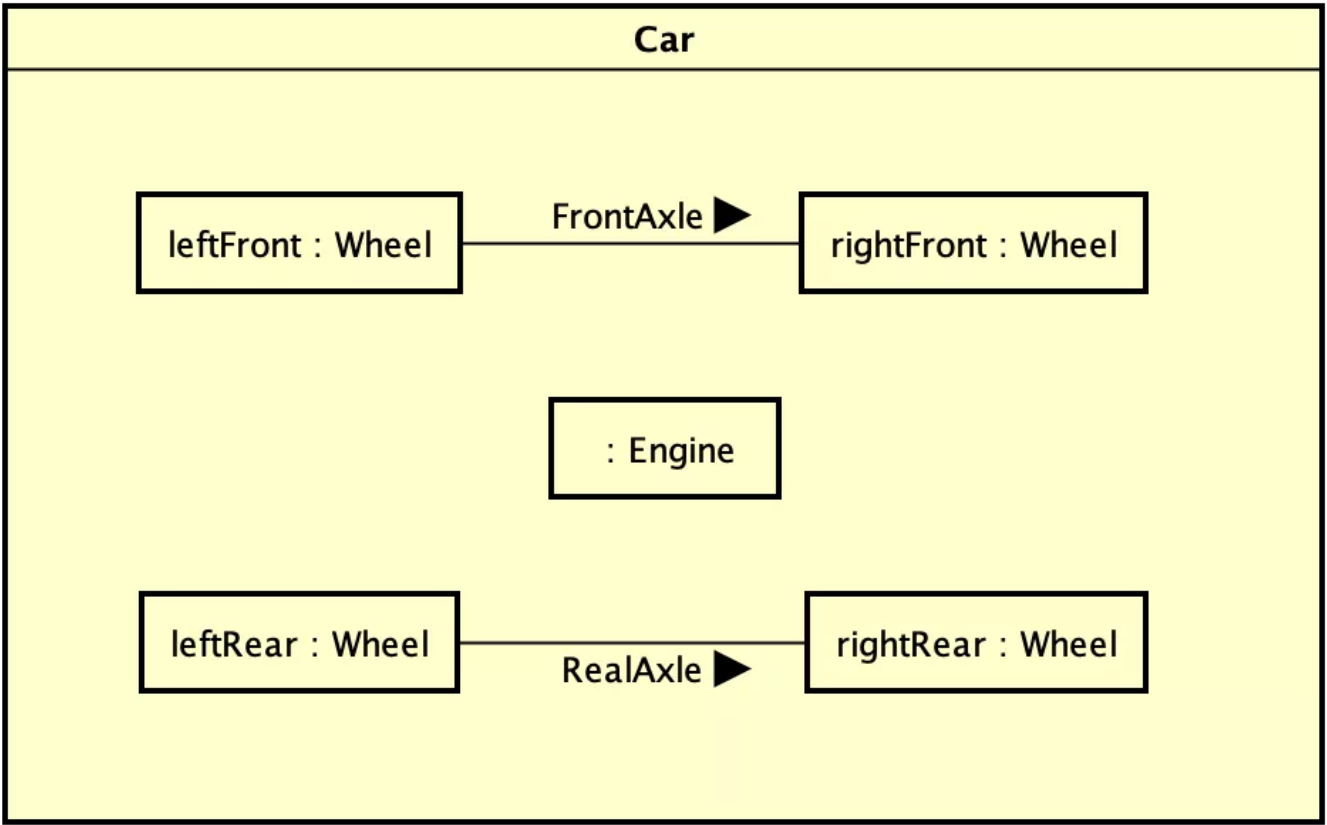 Car
FrontAxle ▶
leftFront : Wheel
rightFront : Wheel
: Engine
leftRear : Wheel
rightRear : Wheel
RealAxle ▶